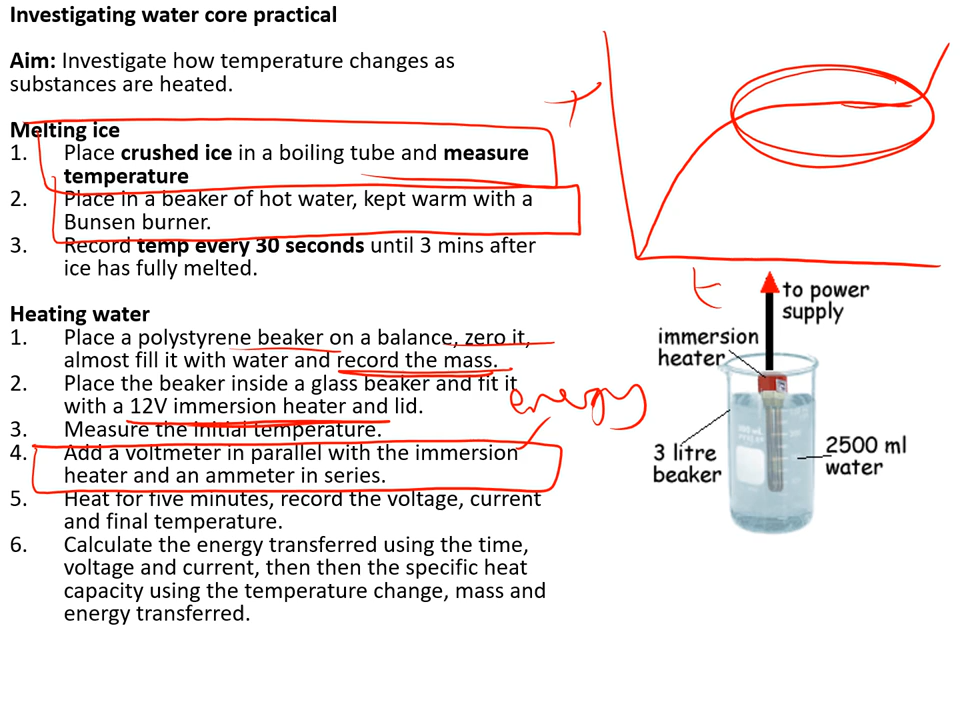 Investigating water core practical
Aim: Investigate how temperature changes as
substances are heated.
Melting ice
1. Place crushed ice in a boiling tube and measure
temperature
2. Place in a beaker of hot water, kept warm with a
Bunsen burner.
3. Record temp every 30 seconds until 3 mins after
ice has fully melted.
Heating water
1. Place a polystyrene beaker on a balance, zero it,
almost fill it with water and record the mass.
2. Place the beaker inside a glass beaker and fit it
with a 12V immersion heater and lid.
3. Measure the initial temperature.
4. Add a voltmeter in parallel with the immersion
heater and an ammeter in series.
5. Heat for five minutes, record the voltage, current
and final temperature.
6. Calculate the energy transferred using the time,
voltage and current, then then the specific heat
capacity using the temperature change, mass and
energy transferred.
energy
T
t
to power
supply
immersion
heater
3 litre
beaker
2500 ml
water